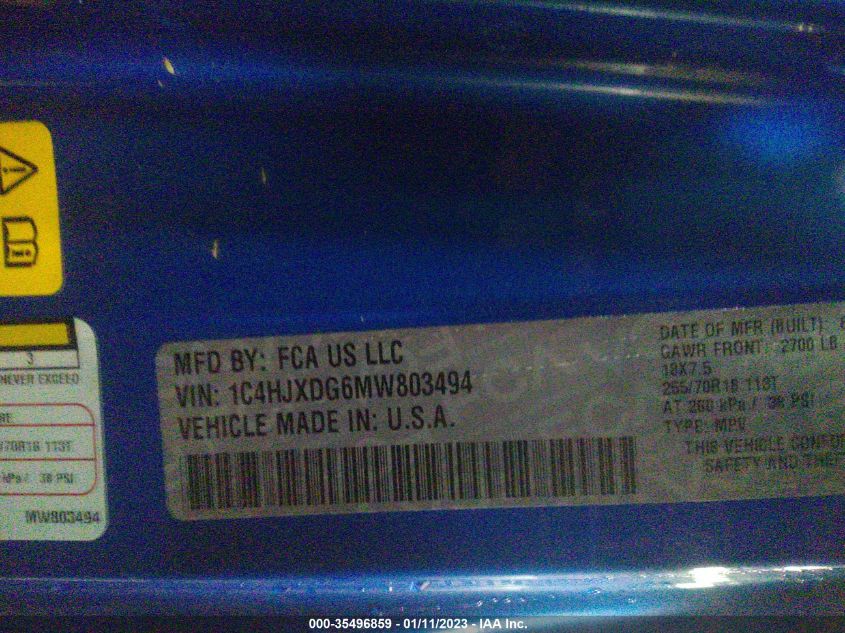 3
NEVER EXCEED
/70R18 113T
kPa / 38 PSI
MW803494
MFD BY: FCA US LLC
VIN: 1C4HJXDG6MW803494
VEHICLE MADE IN: U.S.A.
DATE OF MFR (BUILT):
GAWR FRONT: 2700 LB
18X7.5
255/70R18 113T
AT 260 kPa / 38 PSI
TYPE: MPV
THIS VEHICLE
SAFETY AND
000-35496859 - 01/11/2023 - IAA Inc.